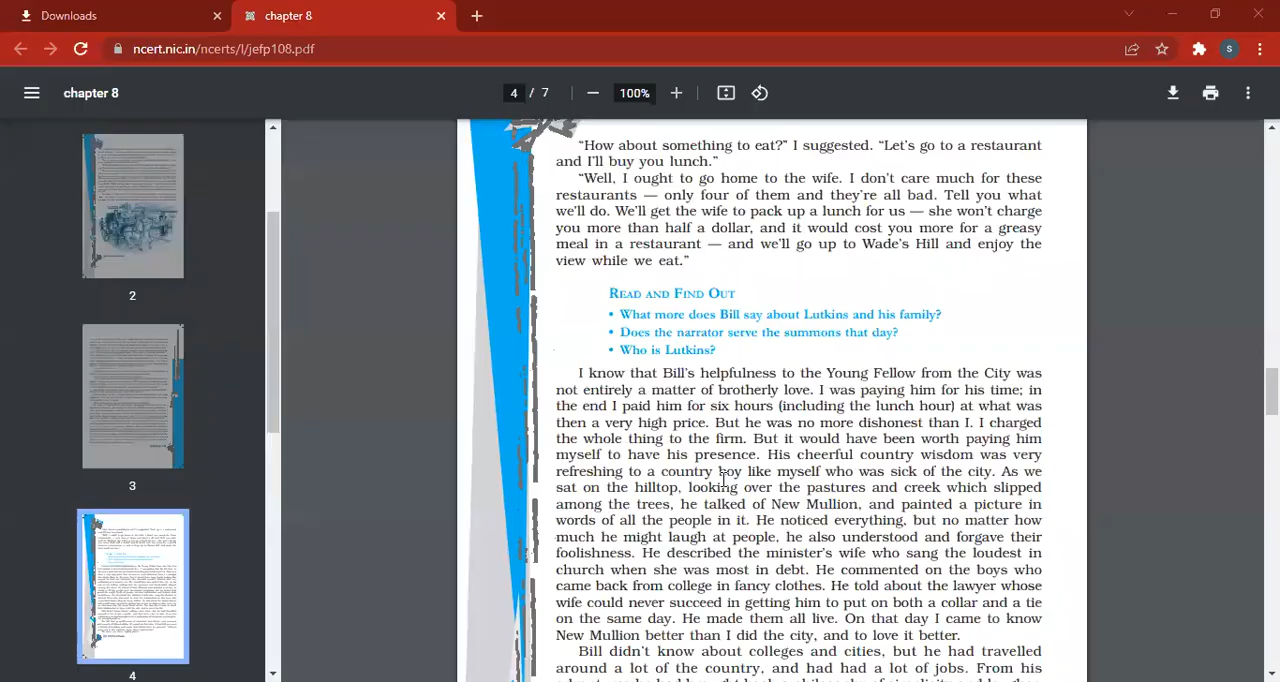 Downloads
chapter 8
ncert.nic.in/ncerts/l/jefp108.pdf
S
chapter 8
4 / 7
100%
2
3
4
“How about something to eat?” I suggested. “Let’s go to a restaurant
and I’ll buy you lunch.”
“Well, I ought to go home to the wife. I don’t care much for these
restaurants — only four of them and they’re all bad. Tell you what
we’ll do. We’ll get the wife to pack up a lunch for us — she won’t charge
you more than half a dollar, and it would cost you more for a greasy
meal in a restaurant — and we’ll go up to Wade’s Hill and enjoy the
view while we eat.”
READ AND FIND OUT
• What more does Bill say about Lutkins and his family?
• Does the narrator serve the summons that day?
• Who is Lutkins?
I know that Bill’s helpfulness to the Young Fellow from the City was
not entirely a matter of brotherly love. I was paying him for his time; in
the end I paid him for six hours (including the lunch hour) at what was
then a very high price. But he was no more dishonest than I. I charged
the whole thing to the firm. But it would have been worth paying him
myself to have his presence. His cheerful country wisdom was very
refreshing to a country boy like myself who was sick of the city. As we
sat on the hilltop, looking over the pastures and creek which slipped
among the trees, he talked of New Mullion, and painted a picture in
words of all the people in it. He noticed everything, but no matter how
much he might laugh at people, he also understood and forgave their
foolishness. He described the minister’s wife who sang the loudest in
church when she was most in debt. He commented on the boys who
came back from college in fancy clothes. He told about the lawyer whose
wife could never succeed in getting him to put on both a collar and a tie
on the same day. He made them all live. On that day I came to know
New Mullion better than I did the city, and to love it better.
Bill didn’t know about colleges and cities, but he had travelled
around a lot of the country, and had had a lot of jobs. From his